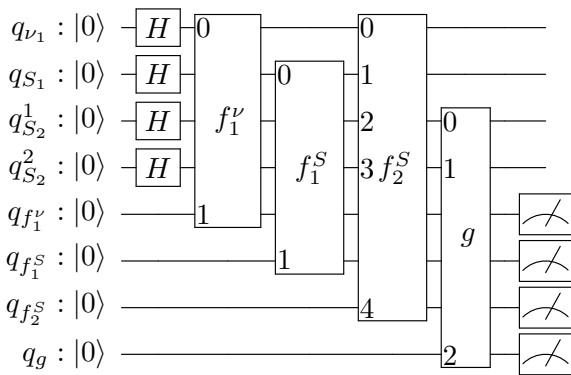 q_{ν_1} : |0⟩ H 0
q_{S_1} : |0⟩ H 0 1
q^1_{S_2} : |0⟩ H f^ν_1 2 0
q^2_{S_2} : |0⟩ H f^S_1 3 f^S_2 1
q_{f^ν_1} : |0⟩ 1 g
q_{f^S_1} : |0⟩ 1
q_{f^S_2} : |0⟩ 4
q_g : |0⟩ 2